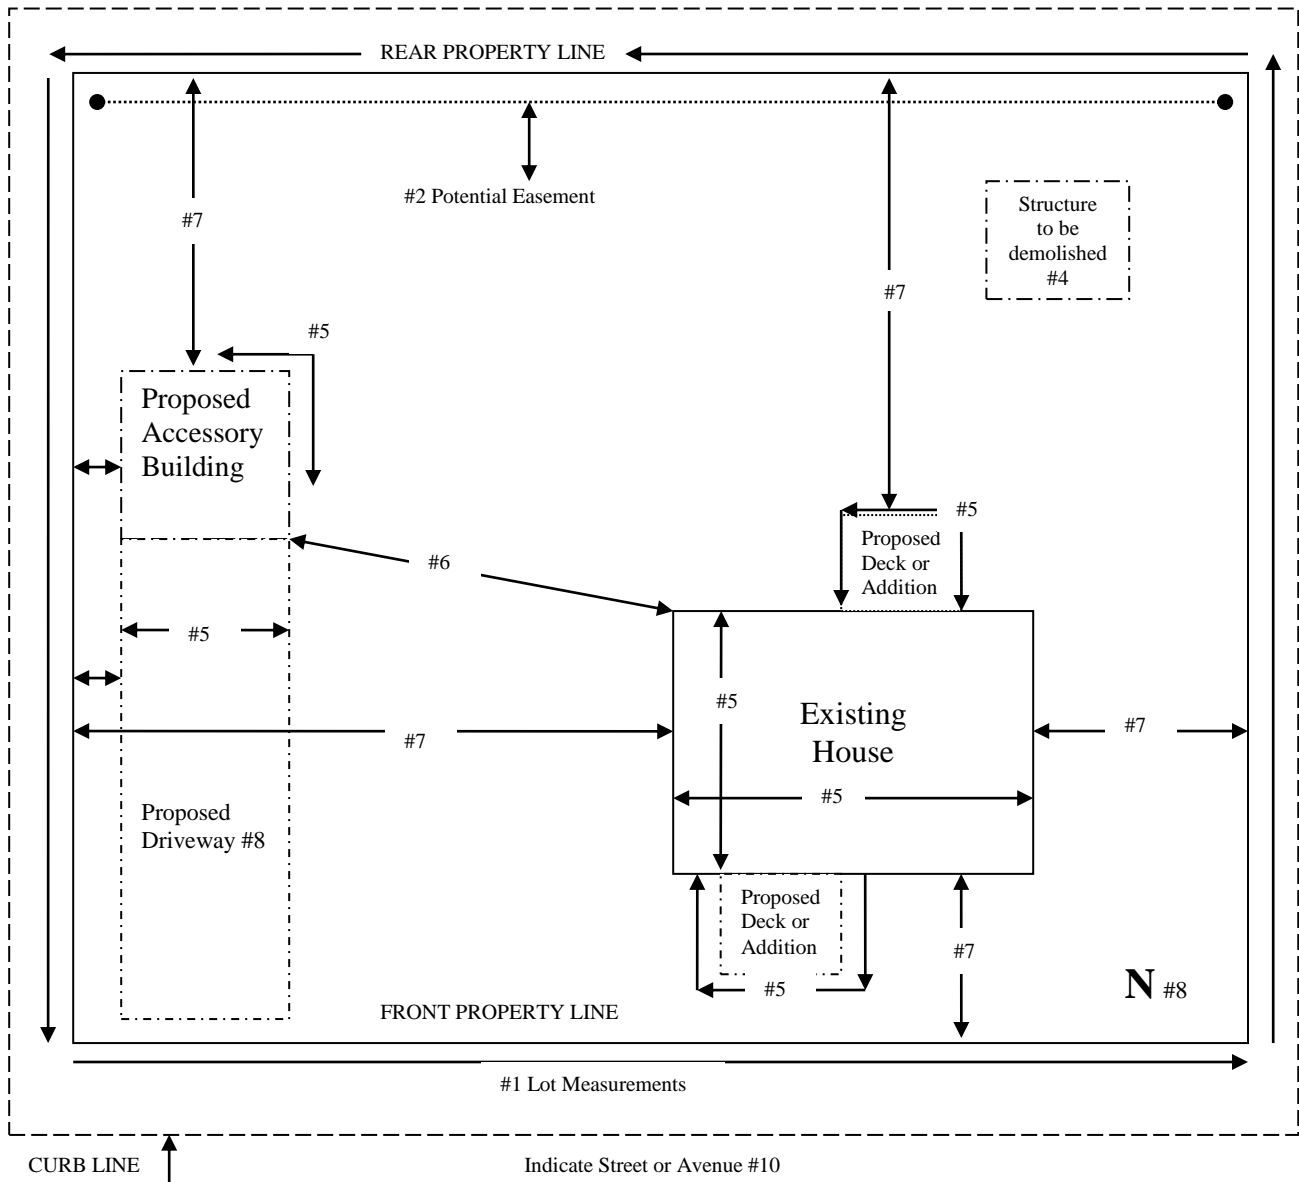 REAR PROPERTY LINE
#2 Potential Easement
#7
Structure
to be
demolished
#4
#7
#5
Proposed
Accessory
Building
#5
Proposed
Deck or
Addition
#6
#5
#5
Existing
House
#7
#7
#5
Proposed
Driveway #8
Proposed
Deck or
Addition
#7
#5
N #8
FRONT PROPERTY LINE
#1 Lot Measurements
CURB LINE
Indicate Street or Avenue #10